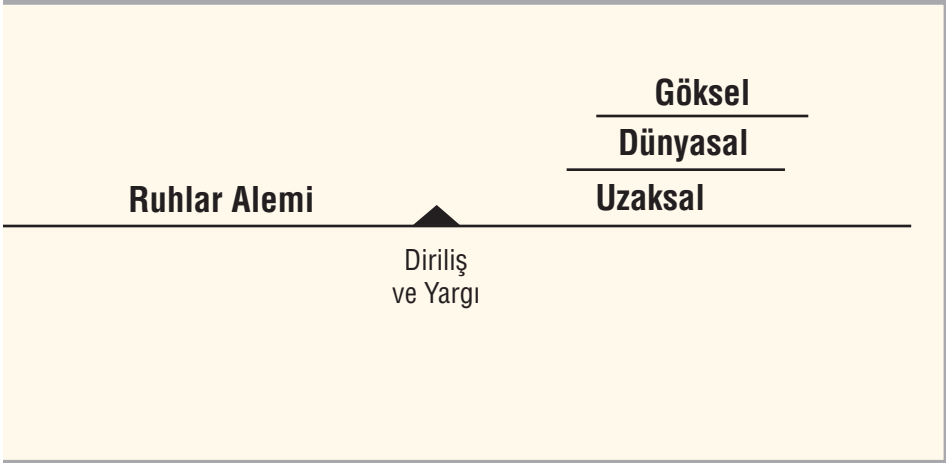 Göksel
Dünyasal
Ruhlar Alemi
Uzaksal
Diriliş
ve Yargı